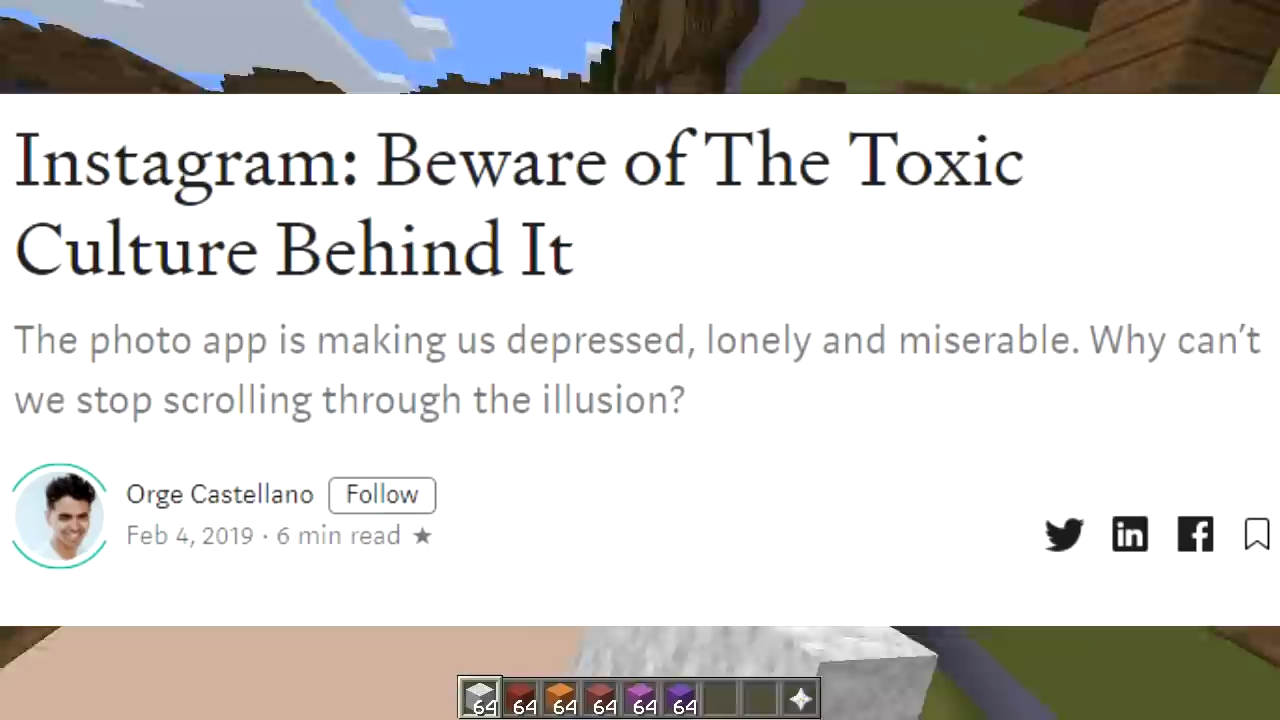 Instagram: Beware of The Toxic
Culture Behind It
The photo app is making us depressed, lonely and miserable. Why can’t
we stop scrolling through the illusion?
Orge Castellano Follow
Feb 4, 2019 · 6 min read ★
64 64 64 64 64 64